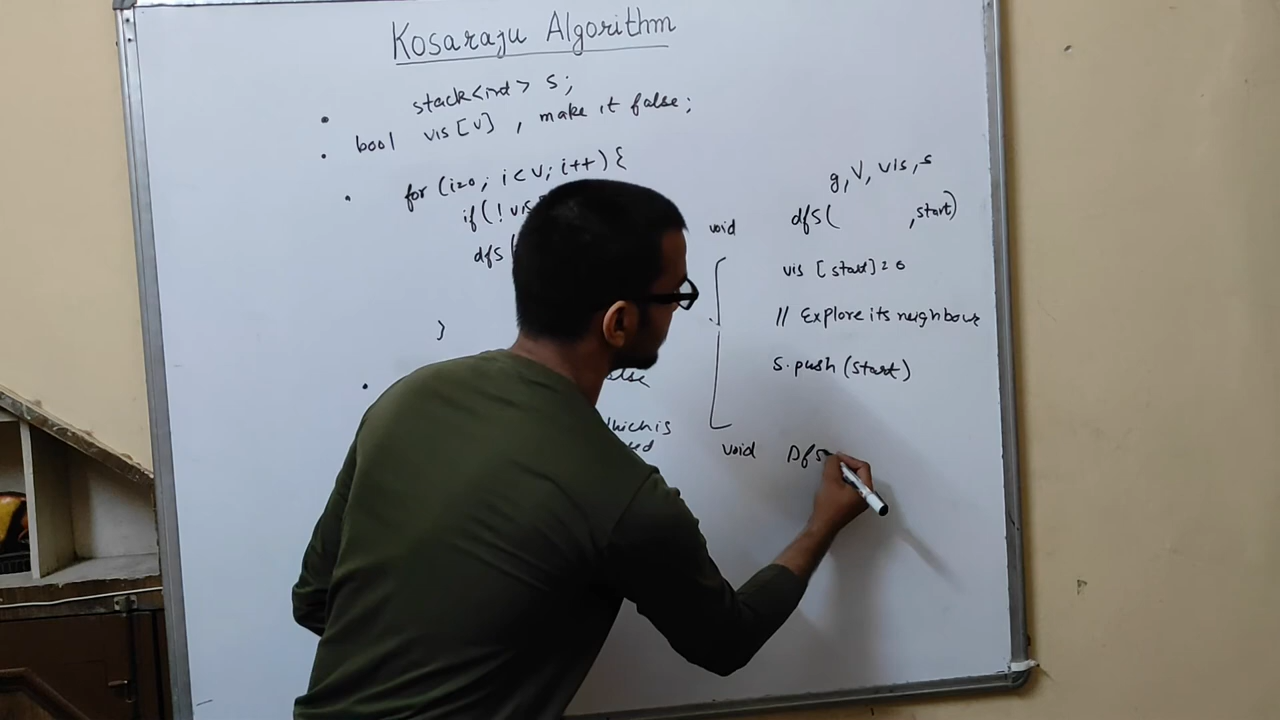 Kosaraju Algorithm
stack<int> s;
bool vis [v] , make it false;
for (i=0; i<v; i++) {
if(! vis
dfs (
}
g, V, vis, s
void dfs( ,start)
vis [start]=0
// Explore its neighbour
s.push (start)
void Dfs